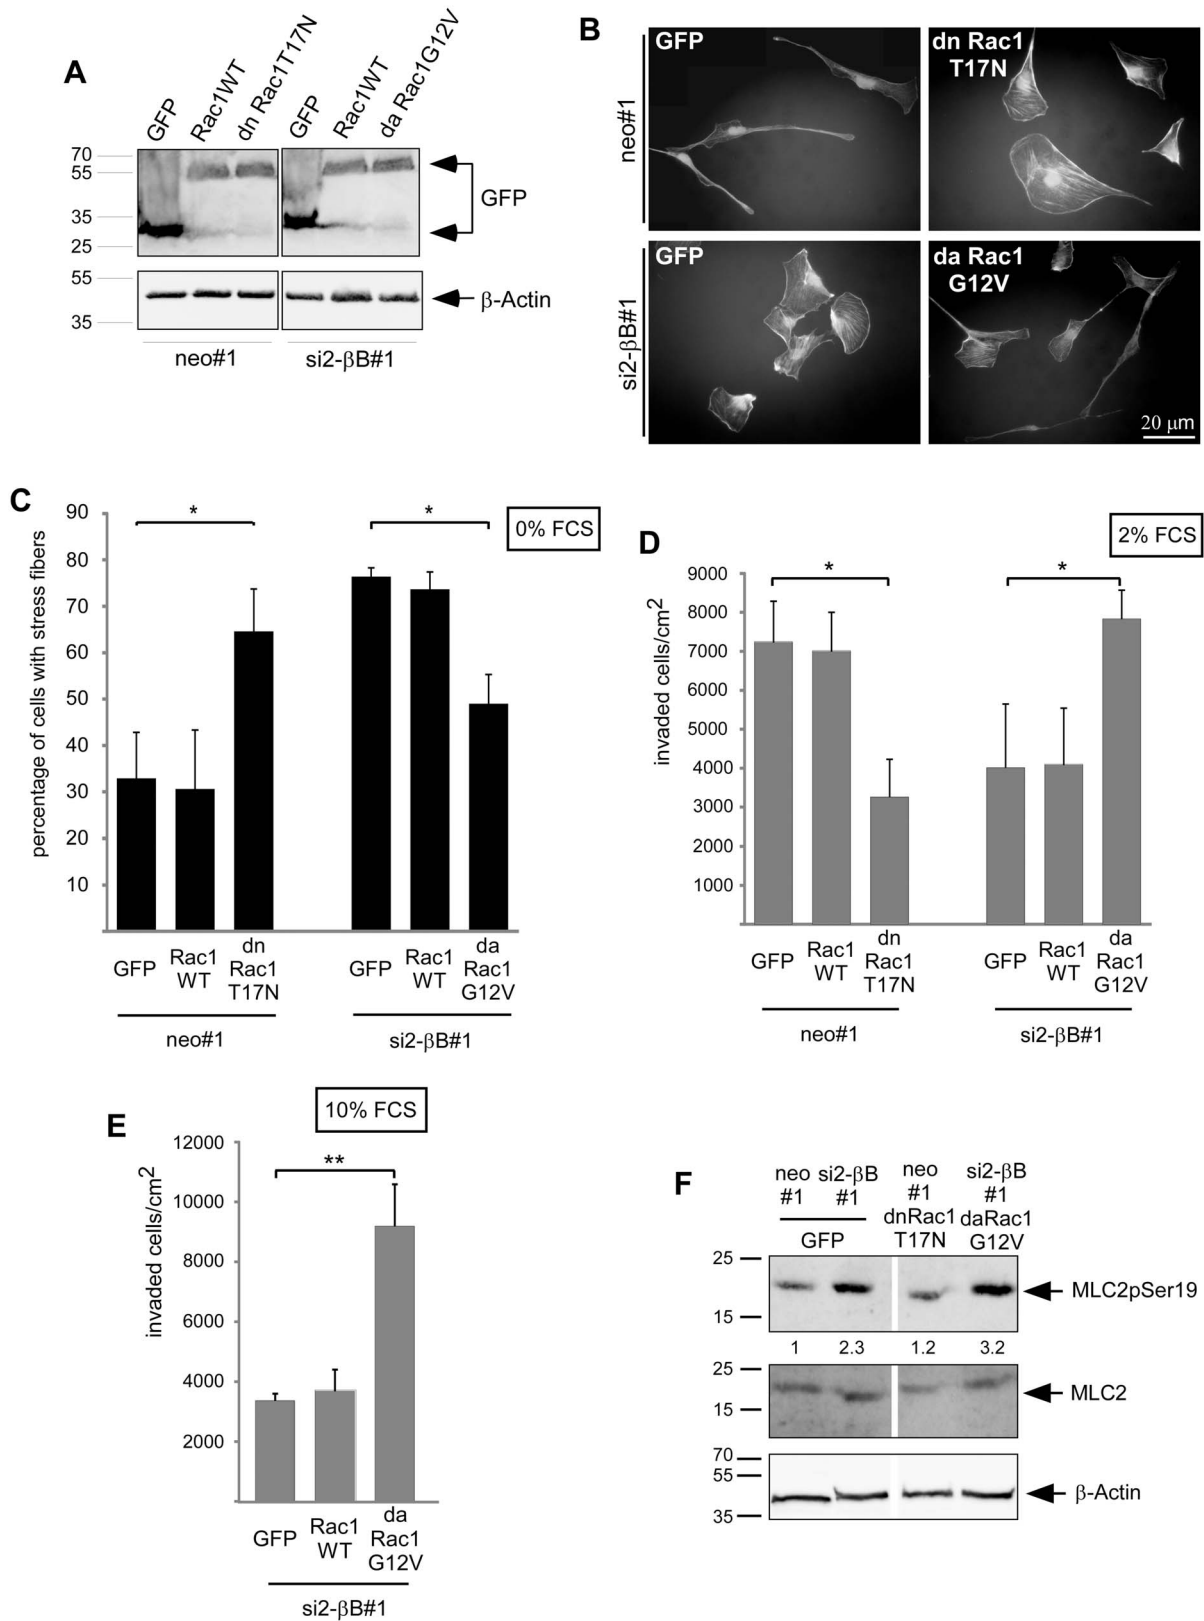 A
GFP
Rac1WT
dn Rac1T17N
GFP
Rac1WT
da Rac1G12V
70
55
35
25
GFP
55
35
β-Actin
neo#1
si2-βB#1
B
neo#1
si2-βB#1
GFP
dn Rac1
T17N
GFP
da Rac1
G12V
20 μm
C
0% FCS
percentage of cells with stress fibers
90
80
70
60
50
40
30
20
10
*
*
GFP
Rac1
WT
dn
Rac1
T17N
GFP
Rac1
WT
da
Rac1
G12V
neo#1
si2-βB#1
D
2% FCS
invaded cells/cm2
9000
8000
7000
6000
5000
4000
3000
2000
1000
*
*
GFP
Rac1
WT
dn
Rac1
T17N
GFP
Rac1
WT
da
Rac1
G12V
neo#1
si2-βB#1
E
10% FCS
invaded cells/cm2
12000
10000
8000
6000
4000
2000
**
GFP
Rac1
WT
da
Rac1
G12V
si2-βB#1
F
neo
#1
si2-βB
#1
GFP
neo
#1
dnRac1
T17N
si2-βB
#1
daRac1
G12V
25
15
MLC2pSer19
1 2.3 1.2 3.2
25
15
MLC2
70
55
35
β-Actin